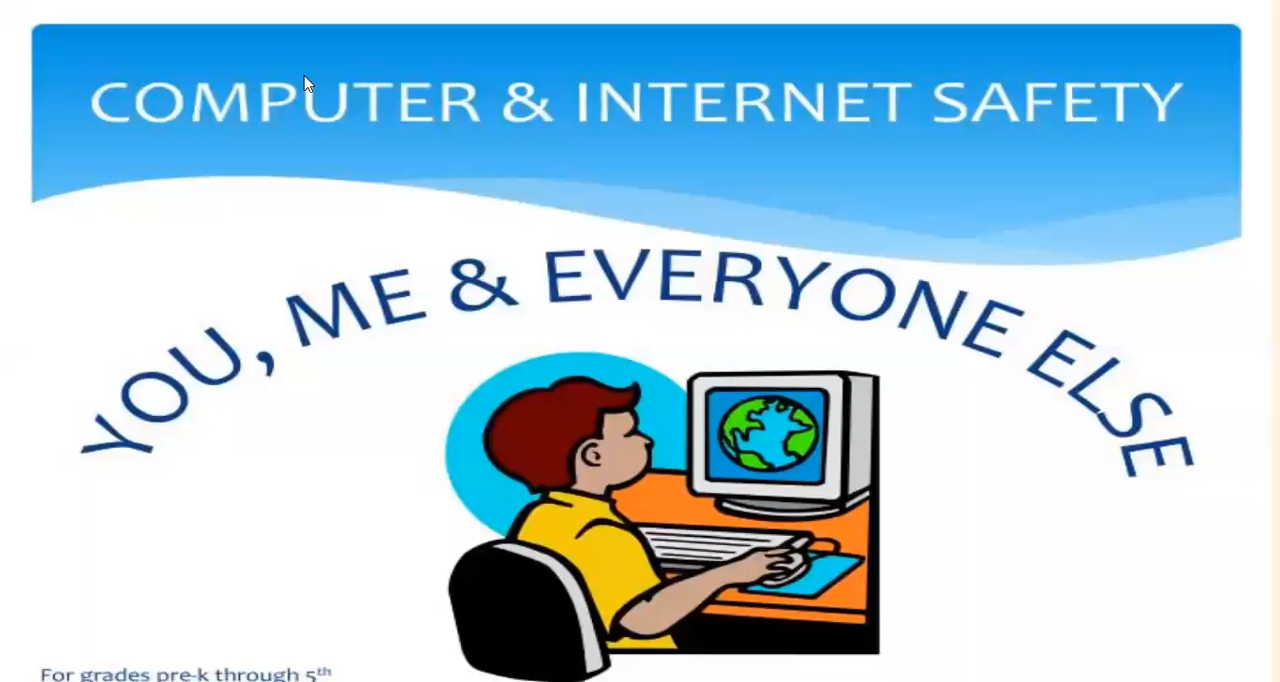 COMPUTER & INTERNET SAFETY
YOU, ME & EVERYONE ELSE
For grades pre-k through 5th